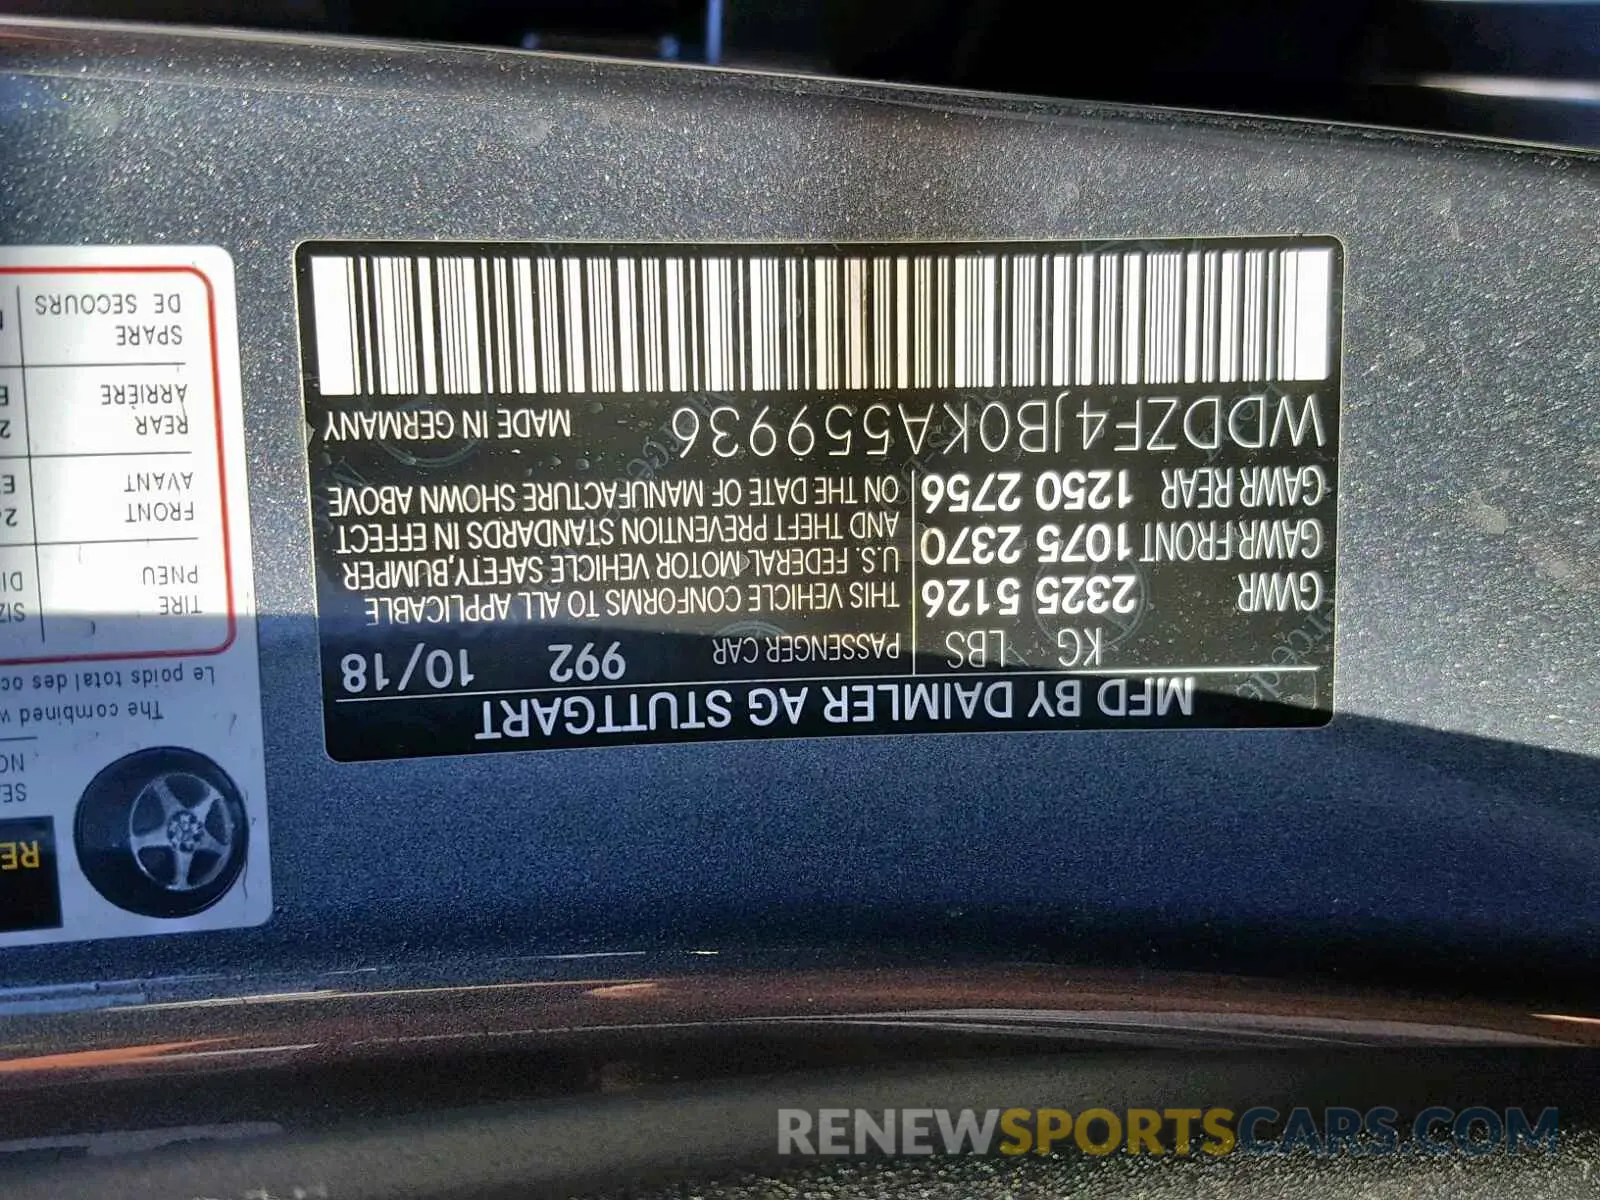 MFD BY DAIMLER AG STUTTGART
KG LBS
GVWR 2325 5126
GAWR FRONT 1075 2370
GAWR REAR 1250 2756
PASSENGER CAR 992 10/18
THIS VEHICLE CONFORMS TO ALL APPLICABLE
U.S. FEDERAL MOTOR VEHICLE SAFETY, BUMPER
AND THEFT PREVENTION STANDARDS IN EFFECT
ON THE DATE OF MANUFACTURE SHOWN ABOVE
WDDZF4JB0KA559936 MADE IN GERMANY
The combined
Le poids total des
TIRE
PNEU
FRONT
AVANT
REAR
ARRIÈRE
SPARE
DE SECOURS
RENEWSPORTSCARS.COM